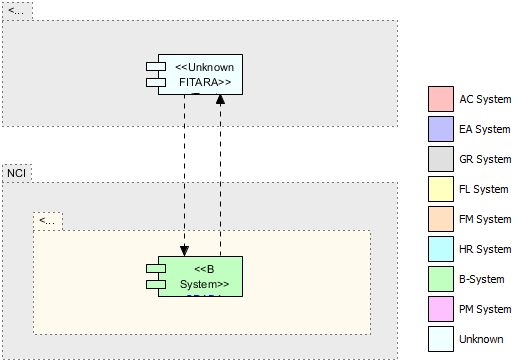 <...
<<Unknown
FITARA>>
NCI
<...
<<B
System>>
AC System
EA System
GR System
FL System
FM System
HR System
B-System
PM System
Unknown